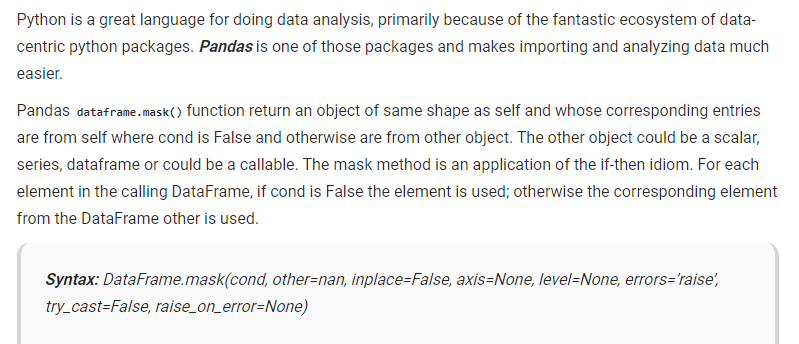 Python is a great language for doing data analysis, primarily because of the fantastic ecosystem of data-
centric python packages. Pandas is one of those packages and makes importing and analyzing data much
easier.
Pandas dataframe.mask() function return an object of same shape as self and whose corresponding entries
are from self where cond is False and otherwise are from other object. The other object could be a scalar,
series, dataframe or could be a callable. The mask method is an application of the if-then idiom. For each
element in the calling DataFrame, if cond is False the element is used; otherwise the corresponding element
from the DataFrame other is used.
Syntax: DataFrame.mask(cond, other=nan, inplace=False, axis=None, level=None, errors=’raise’,
try_cast=False, raise_on_error=None)